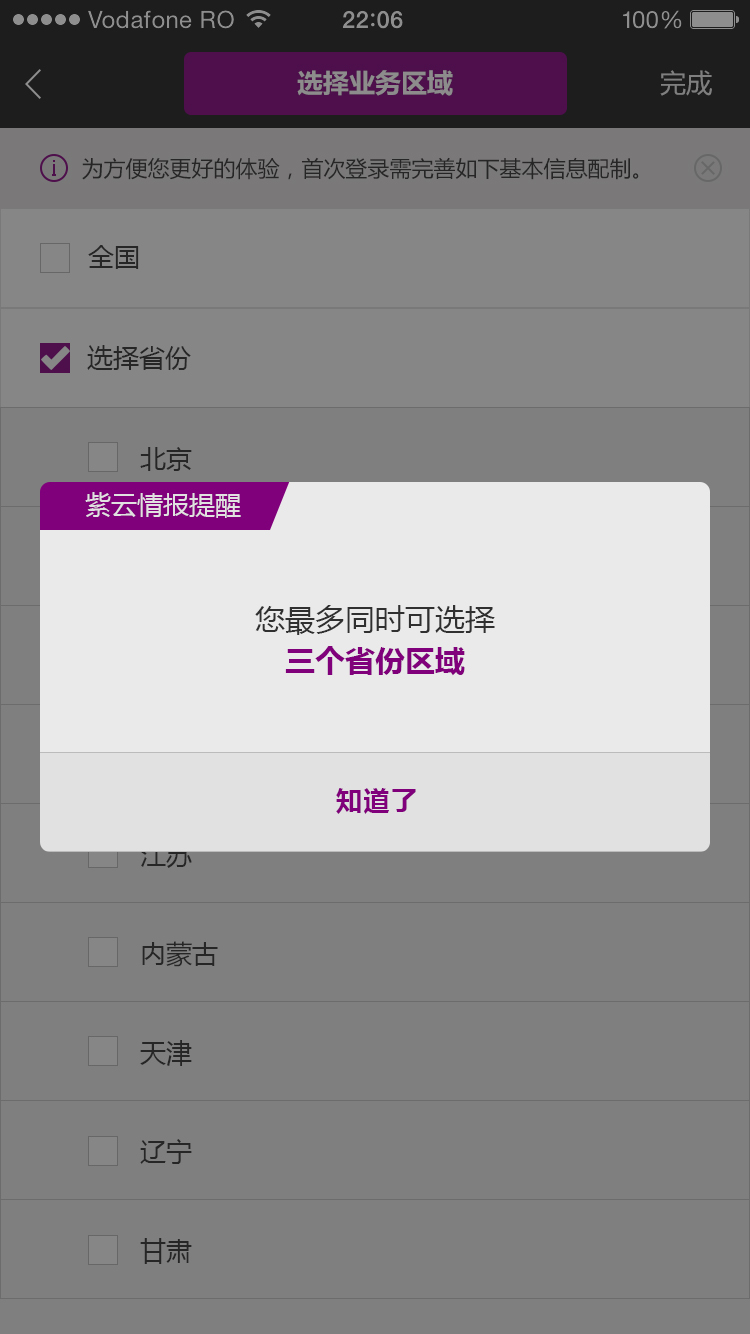 Vodafone RO 22:06 100%
选择业务区域 完成
为方便您更好的体验，首次登录需完善如下基本信息配制。
全国
选择省份
北京
紫云情报提醒
您最多同时可选择
三个省份区域
知道了
江苏
内蒙古
天津
辽宁
甘肃